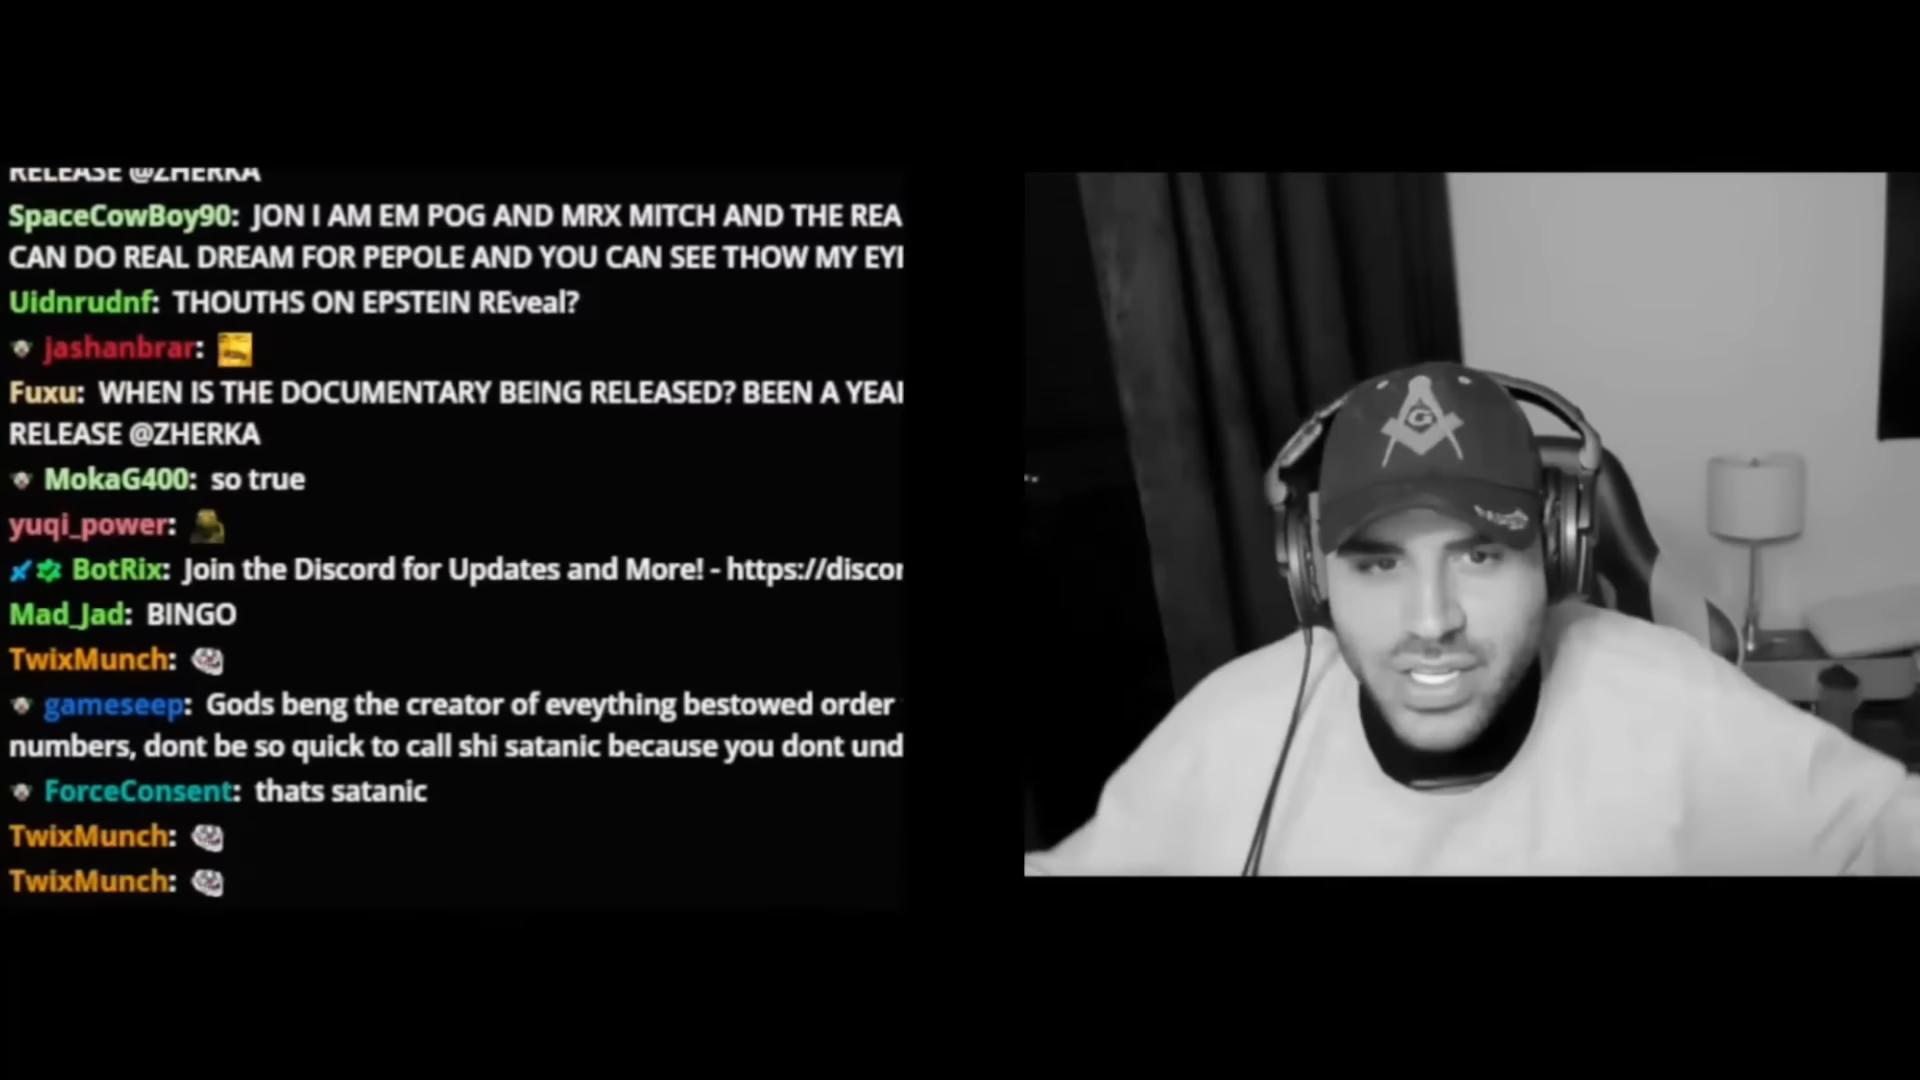 RELEASE @ZHERKA
SpaceCowBoy90: JON I AM EM POG AND MRX MITCH AND THE REA
CAN DO REAL DREAM FOR PEPOLE AND YOU CAN SEE THOW MY EYE
Uidnrudnf: THOUTHS ON EPSTEIN REveal?
jashanbrar:
Fuxu: WHEN IS THE DOCUMENTARY BEING RELEASED? BEEN A YEA
RELEASE @ZHERKA
MokaG400: so true
yuqi_power:
BotRix: Join the Discord for Updates and More! - https://discor
Mad_Jad: BINGO
TwixMunch:
gameseep: Gods beng the creator of eveything bestowed order
numbers, dont be so quick to call shi satanic because you dont und
ForceConsent: thats satanic
TwixMunch:
TwixMunch:
G